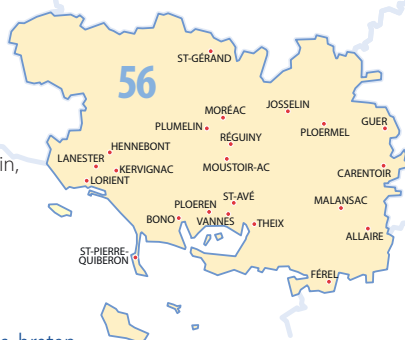 ST-GÉRAND
56
MORÉAC
JOSSELIN
PLUMELIN
PLOERMEL
GUER
RÉGUINY
HENNEBONT
in,
LANESTER
KERVIGNAC
MOUSTOIR-AC
CARENTOIR
LORIENT
ST-AVÉ
PLOEREN
MALANSAC
BONO
VANNES
THEIX
ALLAIRE
ST-PIERRE-
QUIBERON
FÉREL